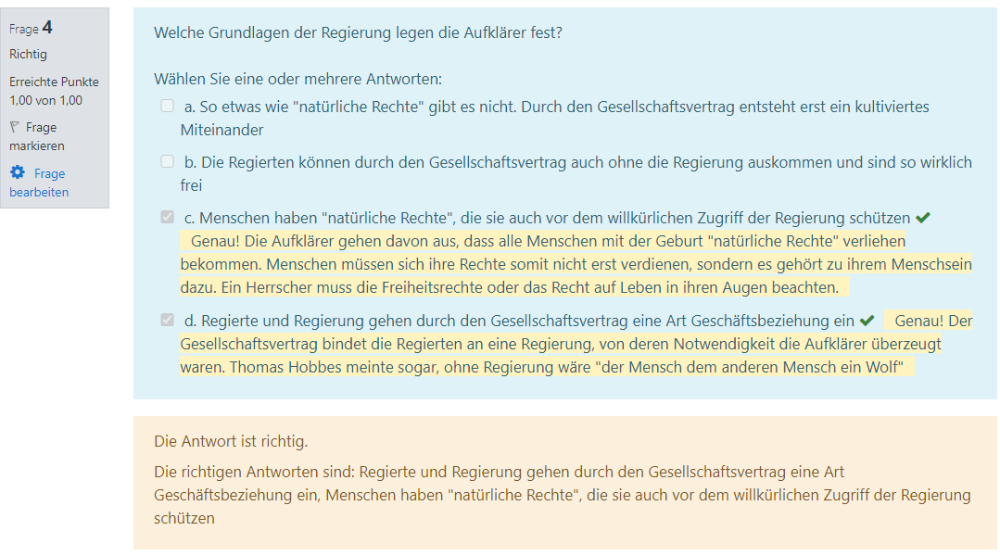 Frage 4
Richtig
Erreichte Punkte
1,00 von 1,00
Frage
markieren
Frage
bearbeiten
Welche Grundlagen der Regierung legen die Aufklärer fest?
Wählen Sie eine oder mehrere Antworten:
a. So etwas wie "natürliche Rechte" gibt es nicht. Durch den Gesellschaftsvertrag entsteht erst ein kultiviertes
Miteinander
b. Die Regierten können durch den Gesellschaftsvertrag auch ohne die Regierung auskommen und sind so wirklich
frei
c. Menschen haben "natürliche Rechte", die sie auch vor dem willkürlichen Zugriff der Regierung schützen
Genau! Die Aufklärer gehen davon aus, dass alle Menschen mit der Geburt "natürliche Rechte" verliehen
bekommen. Menschen müssen sich ihre Rechte somit nicht erst verdienen, sondern es gehört zu ihrem Menschsein
dazu. Ein Herrscher muss die Freiheitsrechte oder das Recht auf Leben in ihren Augen beachten.
d. Regierte und Regierung gehen durch den Gesellschaftsvertrag eine Art Geschäftsbeziehung ein Genau! Der
Gesellschaftsvertrag bindet die Regierten an eine Regierung, von deren Notwendigkeit die Aufklärer überzeugt
waren. Thomas Hobbes meinte sogar, ohne Regierung wäre "der Mensch dem anderen Mensch ein Wolf"
Die Antwort ist richtig.
Die richtigen Antworten sind: Regierte und Regierung gehen durch den Gesellschaftsvertrag eine Art
Geschäftsbeziehung ein, Menschen haben "natürliche Rechte", die sie auch vor dem willkürlichen Zugriff der Regierung
schützen